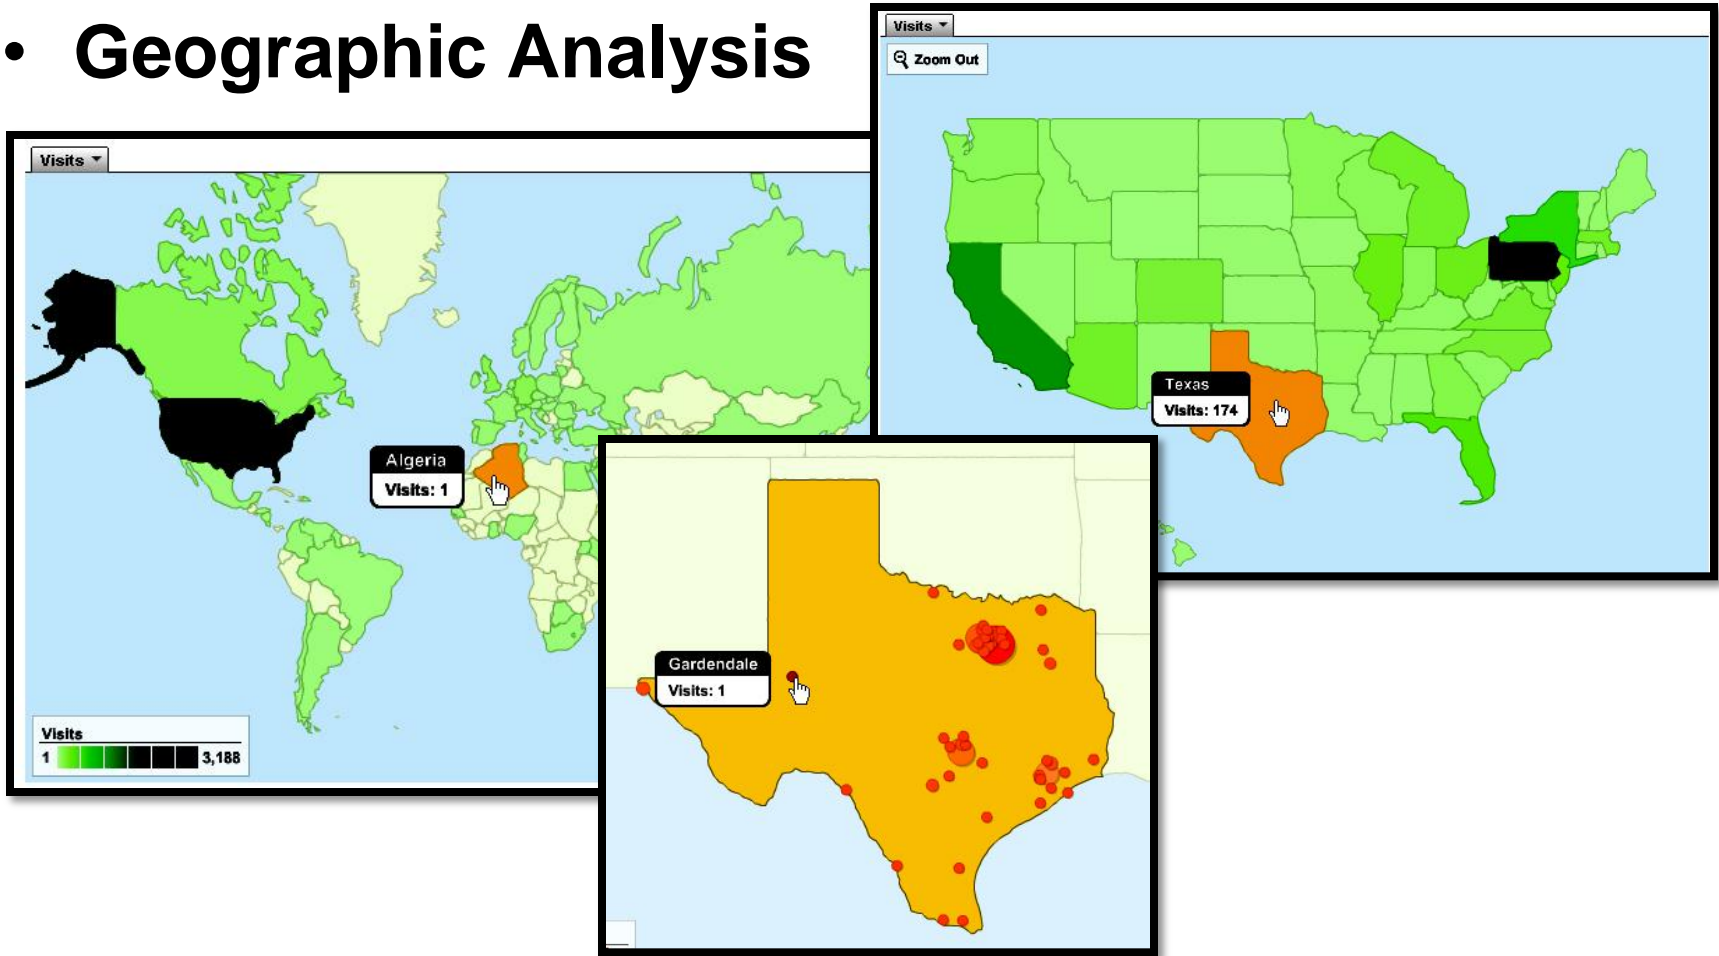 • Geographic Analysis
Visits
Algeria
Visits: 1
Visits
1 3,188
Visits
Zoom Out
Texas
Visits: 174
Gardendale
Visits: 1